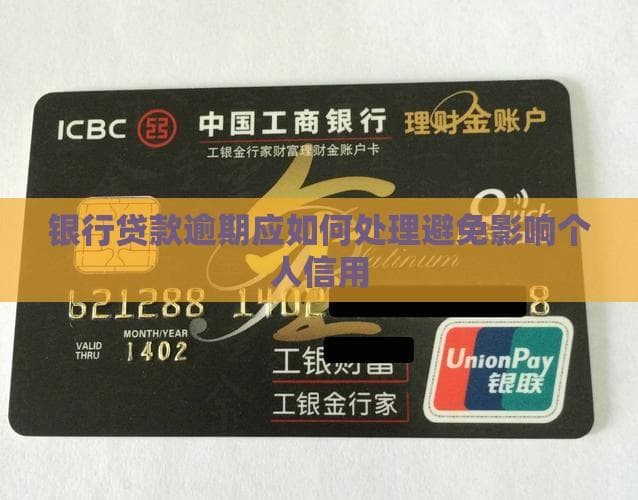 ICBC 中国工商银行 理财金账户
工银金行家财富理财金账户卡
银行贷款逾期应如何处理避免影响个
人信用
Platinum
621288 1402 8
MONTH/YEAR
VALID THRU 1402
工银财富
工银金行家
UnionPay
银联